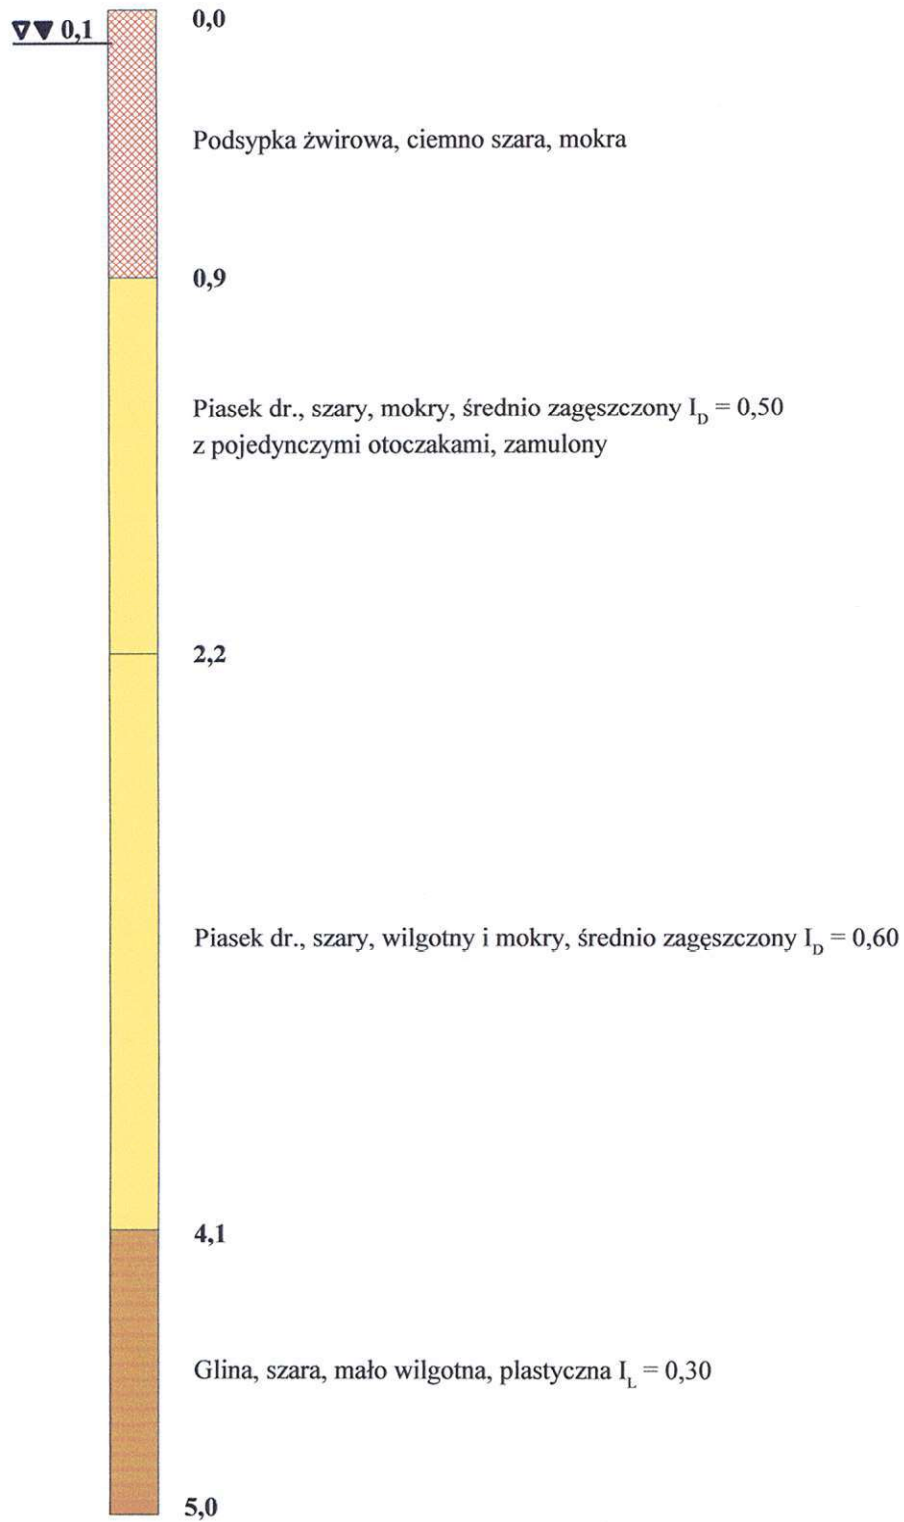 0,1
0,0
Podsypka żwirowa, ciemno szara, mokra
0,9
Piasek dr., szary, mokry, średnio zagęszczony I_D = 0,50
z pojedynczymi otoczakami, zamulony
2,2
Piasek dr., szary, wilgotny i mokry, średnio zagęszczony I_D = 0,60
4,1
Glina, szara, mało wilgotna, plastyczna I_L = 0,30
5,0